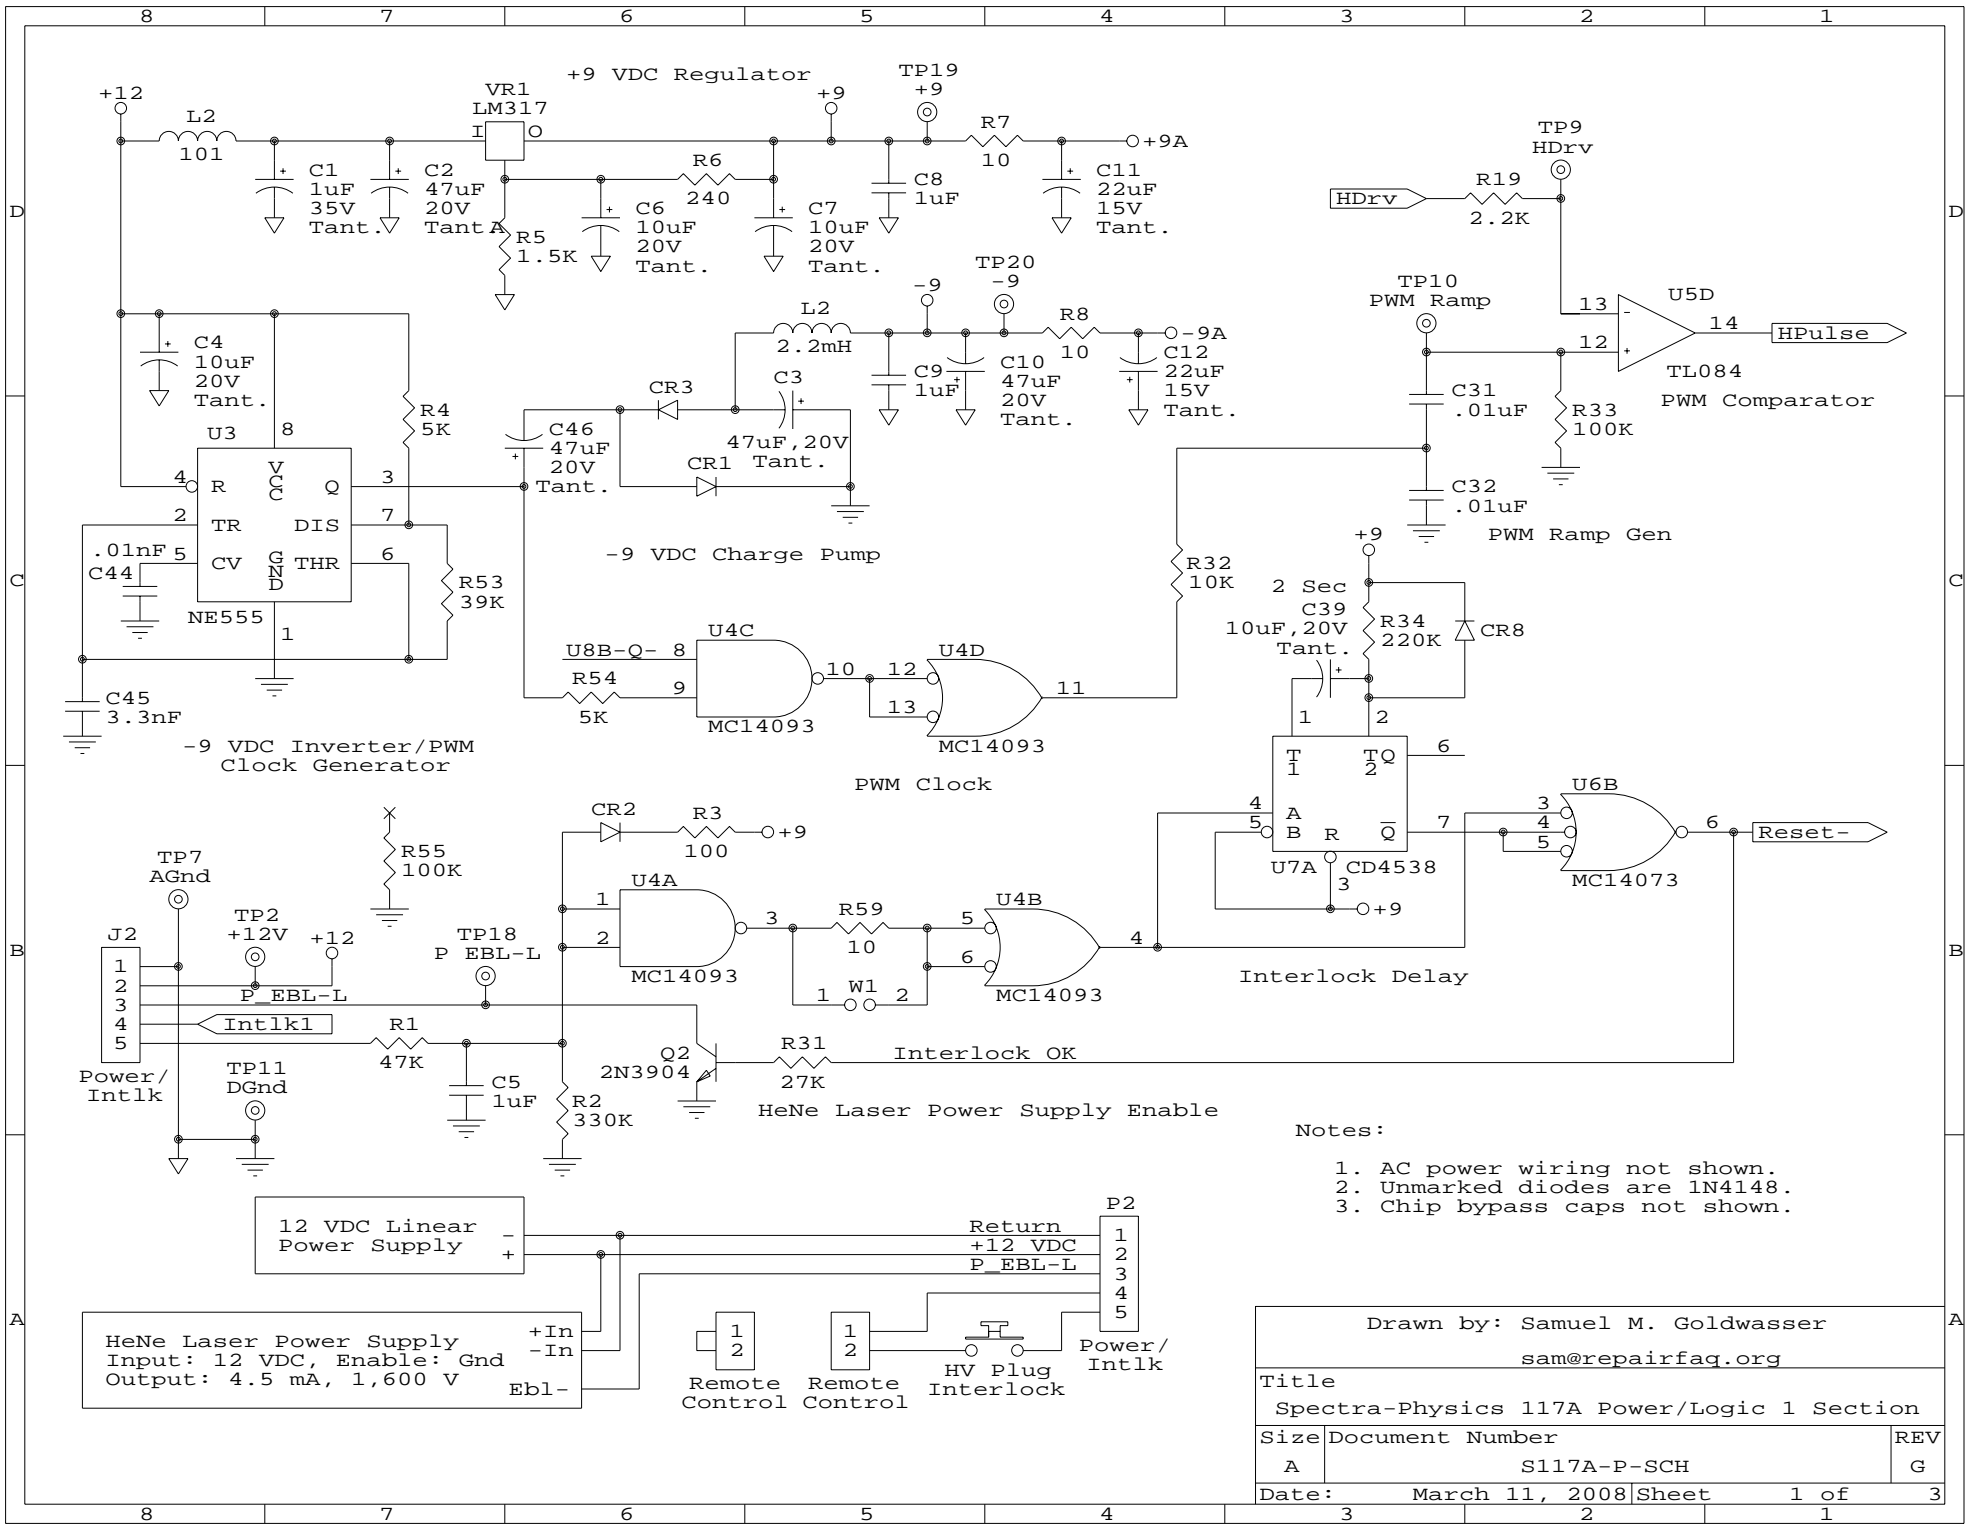 8 7 6 5 4 3 2 1
D
C
B
A
+9 VDC Regulator
+12
L2
101
VR1
LM317
I
O
+9
TP19
+9
R7
10
+9A
C1
1uF
35V
Tant.
C2
47uF
20V
Tant.
A
R6
240
R5
1.5K
C6
10uF
20V
Tant.
C7
10uF
20V
Tant.
C8
1uF
C11
22uF
15V
Tant.
TP9
HDrv
HDrv
R19
2.2K
TP10
PWM Ramp
13
-
12
+
U5D
14
HPulse
TL084
PWM Comparator
C31
.01uF
R33
100K
C32
.01uF
PWM Ramp Gen
-9
TP20
-9
L2
2.2mH
R8
10
-9A
C9
1uF
C10
47uF
20V
Tant.
C12
22uF
15V
Tant.
CR3
C3
47uF,20V
Tant.
C46
47uF
20V
Tant.
CR1
-9 VDC Charge Pump
C4
10uF
20V
Tant.
R4
5K
U3
8
VCC
4
R
Q
3
2
TR
DIS
7
5
CV
GND
THR
6
.01nF
C44
NE555
1
R53
39K
C45
3.3nF
-9 VDC Inverter/PWM
Clock Generator
U8B-Q-
8
U4C
R54
5K
9
10
MC14093
12
13
U4D
11
MC14093
PWM Clock
R32
10K
+9
2 Sec
C39
10uF,20V
Tant.
R34
220K
CR8
1
2
T1
T2
Q
6
4
A
5
B
R
Q
7
U7A
CD4538
3
+9
U6B
3
4
5
6
Reset-
MC14073
CR2
R3
100
+9
R55
100K
TP7
AGnd
TP2
+12V
+12
TP18
P EBL-L
J2
1
2
3
4
5
P_EBL-L
Intlk1
Power/
Intlk
TP11
DGnd
R1
47K
C5
1uF
R2
330K
U4A
1
2
3
MC14093
R59
10
1
W1
2
5
6
U4B
4
MC14093
Interlock Delay
Q2
2N3904
R31
27K
Interlock OK
HeNe Laser Power Supply Enable
Notes:
1. AC power wiring not shown.
2. Unmarked diodes are 1N4148.
3. Chip bypass caps not shown.
12 VDC Linear
Power Supply
-
+
Return
+12 VDC
P_EBL-L
P2
1
2
3
4
5
Power/
Intlk
HeNe Laser Power Supply
Input: 12 VDC, Enable: Gnd
Output: 4.5 mA, 1,600 V
+In
-In
Ebl-
1
2
Remote
Control
1
2
Remote
Control
HV Plug
Interlock
Drawn by: Samuel M. Goldwasser
sam@repairfaq.org
Title
Spectra-Physics 117A Power/Logic 1 Section
Size Document Number REV
A S117A-P-SCH G
Date: March 11, 2008 Sheet 1 of 3
D
C
B
A
8 7 6 5 4 3 2 1